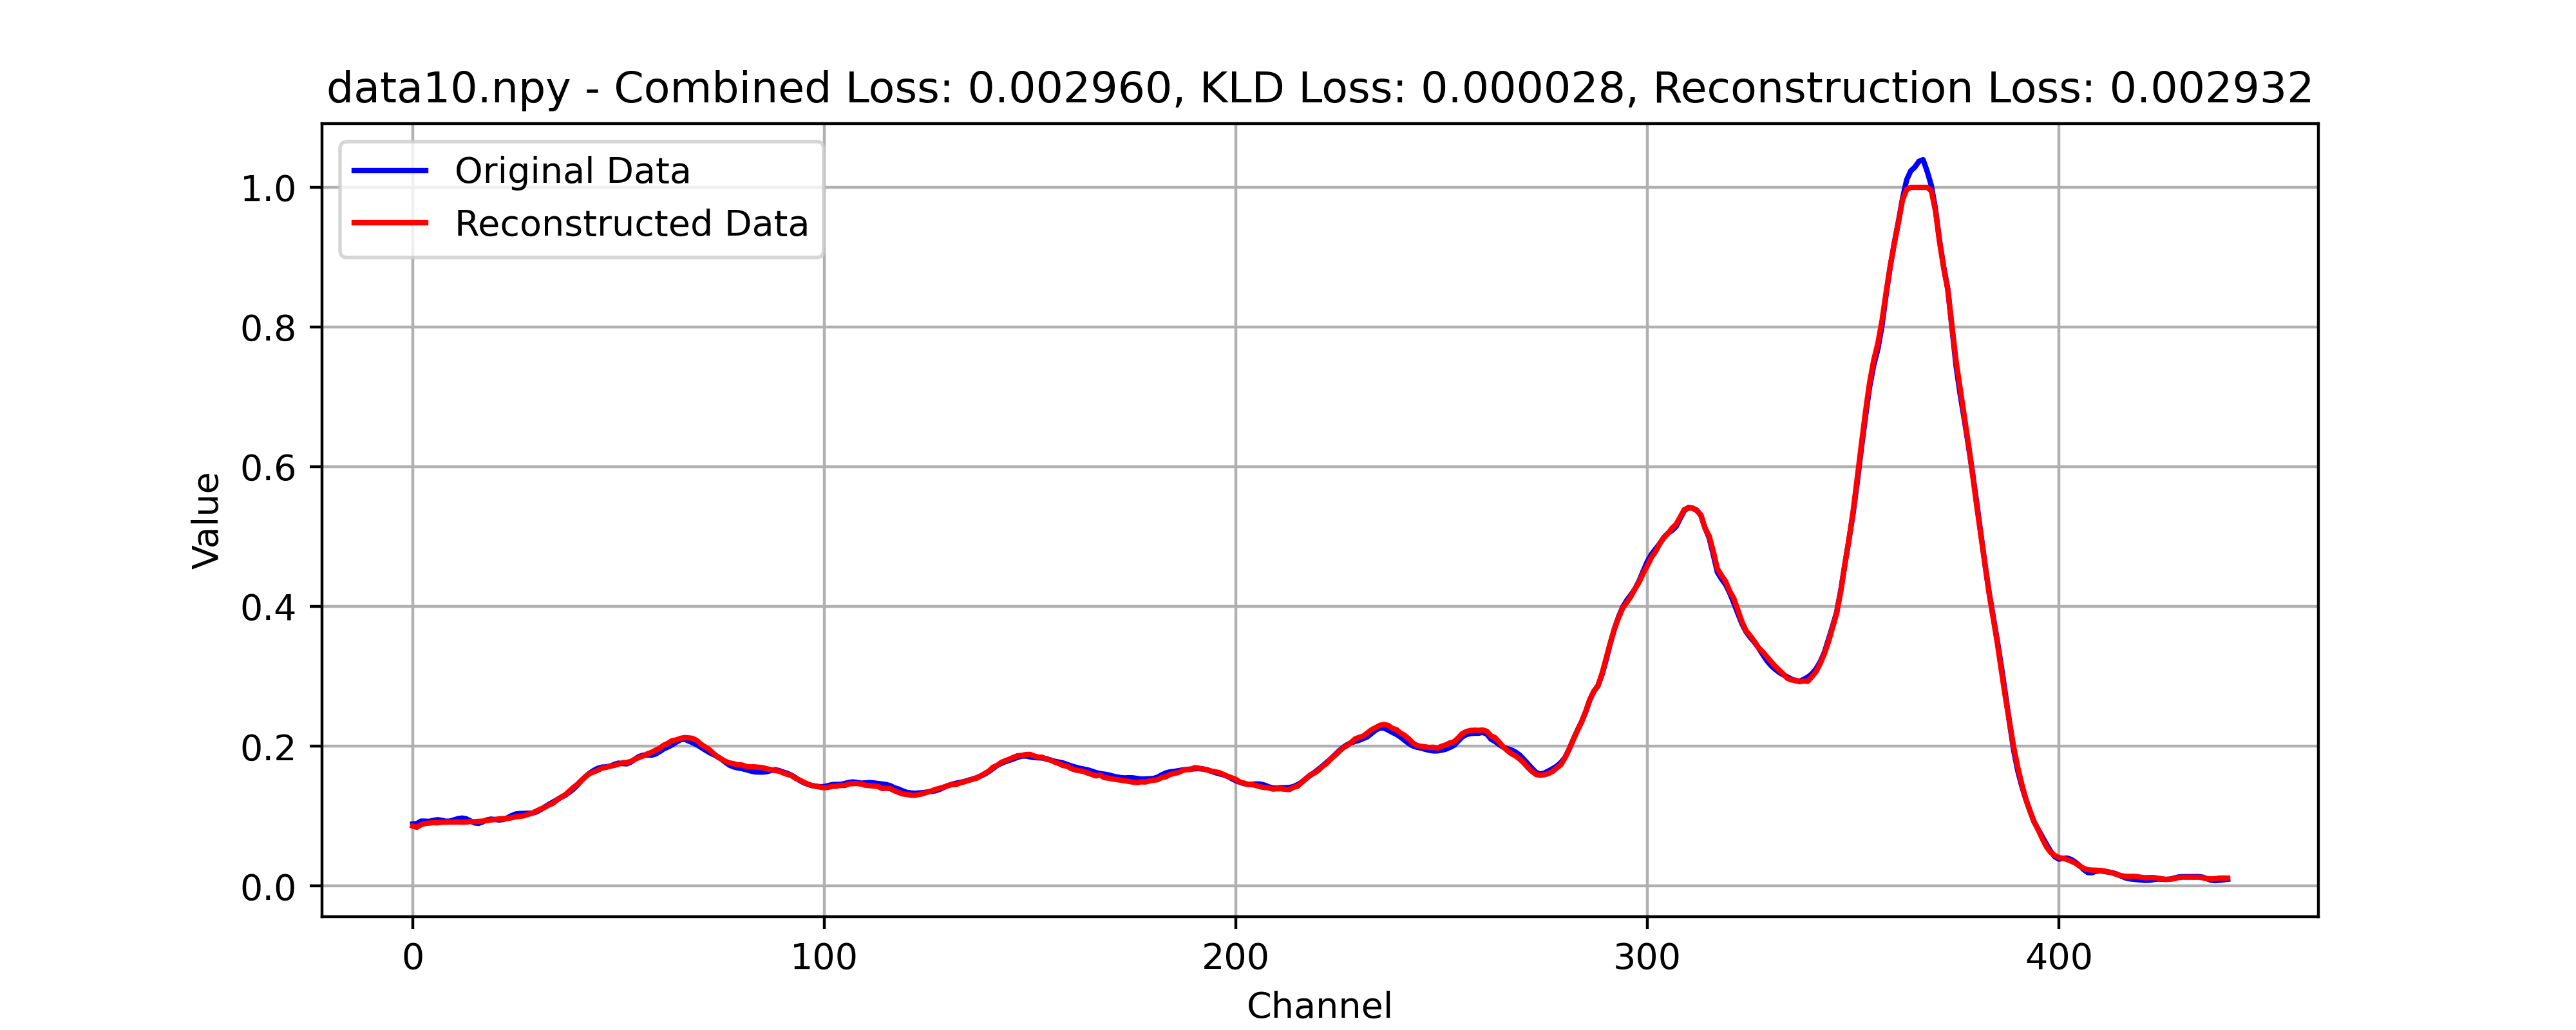 data10.npy - Combined Loss: 0.002960, KLD Loss: 0.000028, Reconstruction Loss: 0.002932
Original Data
Reconstructed Data
1.0
0.8
0.6
0.4
0.2
0.0
Value
0 100 200 300 400
Channel